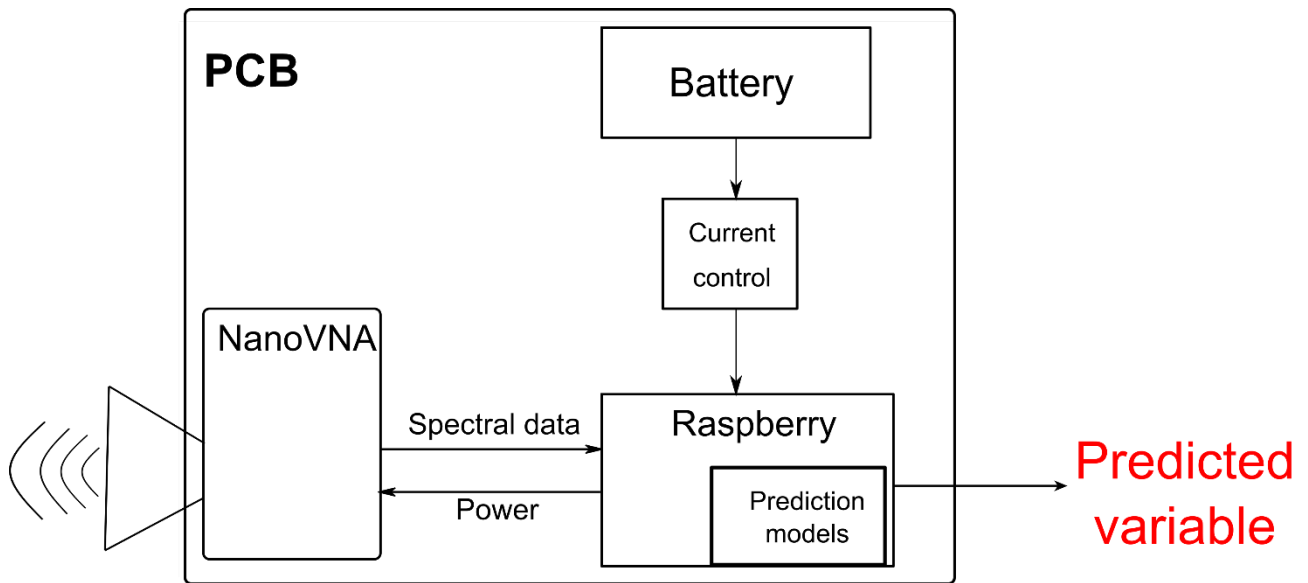 PCB
Battery
Current
control
NanoVNA
Spectral data
Power
Raspberry
Prediction
models
Predicted
variable